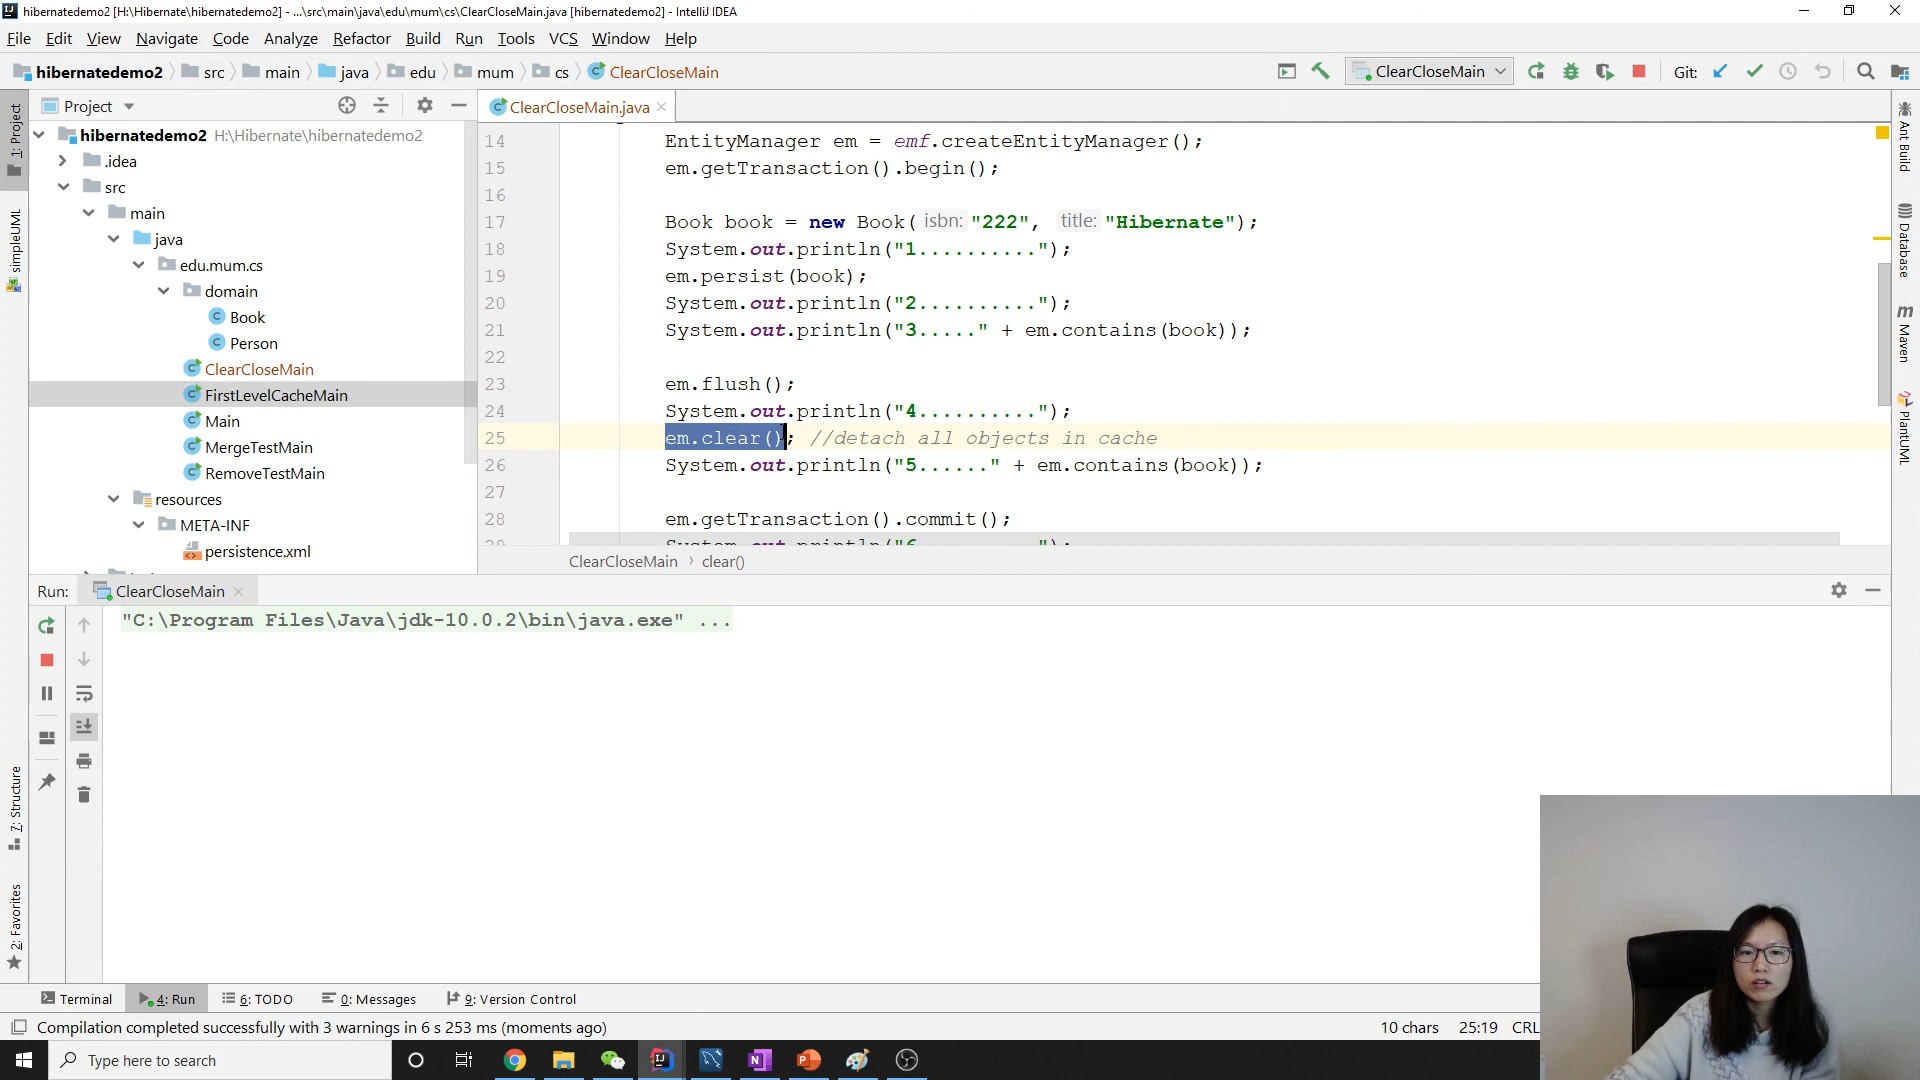 hibernatedemo2 [H:\Hibernate\hibernatedemo2] - ...\src\main\java\edu\mum\cs\ClearCloseMain.java [hibernatedemo2] - IntelliJ IDEA
File Edit View Navigate Code Analyze Refactor Build Run Tools VCS Window Help
hibernatedemo2 src main java edu mum cs ClearCloseMain ClearCloseMain Git:
Project ClearCloseMain.java
1: Project
simpleUML
7: Structure
2: Favorites
hibernatedemo2 H:\Hibernate\hibernatedemo2
.idea
src
main
java
edu.mum.cs
domain
Book
Person
ClearCloseMain
FirstLevelCacheMain
Main
MergeTestMain
RemoveTestMain
resources
META-INF
persistence.xml
14 EntityManager em = emf.createEntityManager();
15 em.getTransaction().begin();
16
17 Book book = new Book( isbn: "222", title: "Hibernate");
18 System.out.println("1..........");
19 em.persist(book);
20 System.out.println("2..........");
21 System.out.println("3....." + em.contains(book));
22
23 em.flush();
24 System.out.println("4..........");
25 em.clear(); //detach all objects in cache
26 System.out.println("5......" + em.contains(book));
27
28 em.getTransaction().commit();
29 System.out.println("6..........");
ClearCloseMain › clear()
Ant Build
Database
Maven
PlantUML
Run: ClearCloseMain
"C:\Program Files\Java\jdk-10.0.2\bin\java.exe" ...
Terminal 4: Run 6: TODO 0: Messages 9: Version Control
Compilation completed successfully with 3 warnings in 6 s 253 ms (moments ago) 10 chars 25:19 CRL
Type here to search